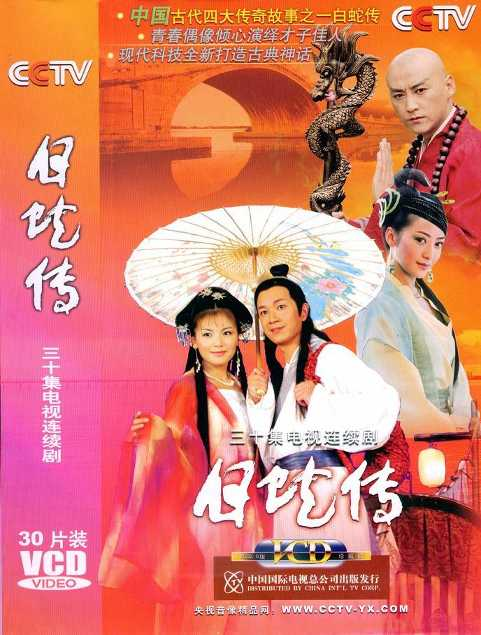 CCTV
白蛇传
三十集电视连续剧
30片装
VCD
VIDEO
·中国古代四大传奇故事之一白蛇传
·青春偶像倾心演绎才子佳人
·现代科技全新打造古典神话
CCTV
三十集电视连续剧
白蛇传
VCD
中国国际电视总公司出版发行
DISTRIBUTED BY CHINA INT'L TV CORP.
央视音像精品网: WWW.CCTV-YX.COM